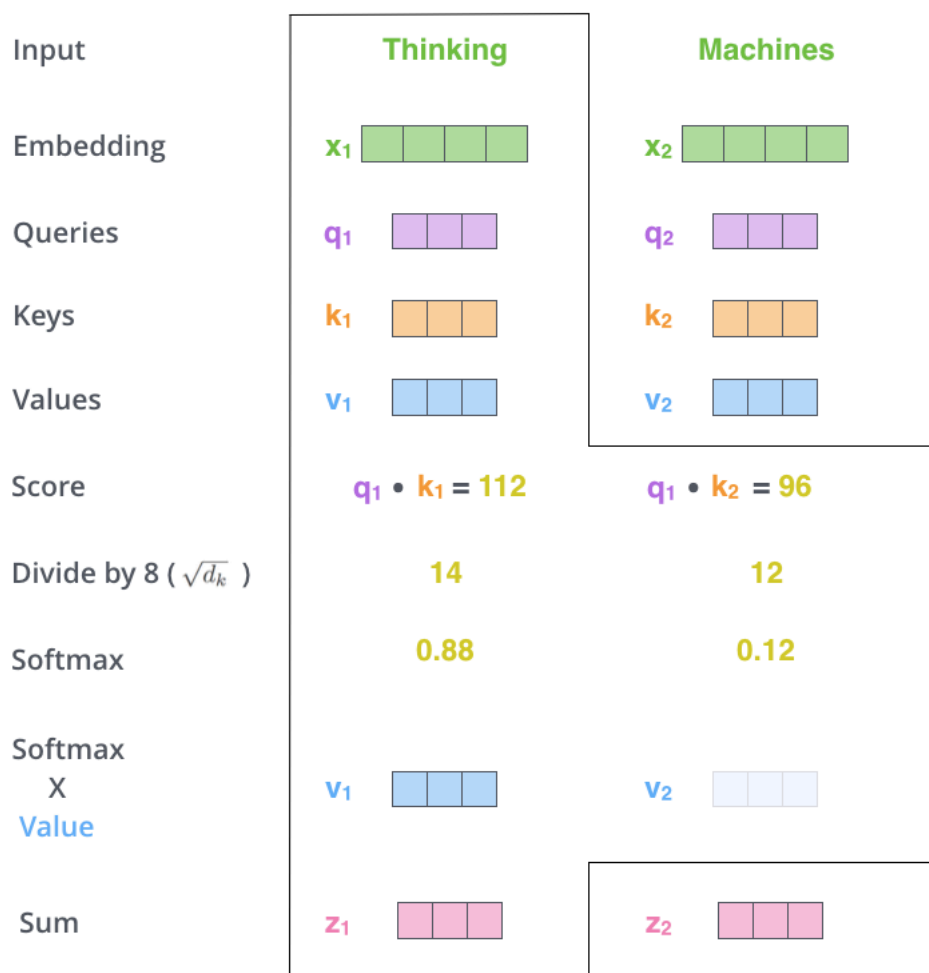 Input Thinking Machines
Embedding x₁ x₂
Queries q₁ q₂
Keys k₁ k₂
Values v₁ v₂
Score q₁ • k₁ = 112 q₁ • k₂ = 96
Divide by 8 ( √dₖ ) 14 12
Softmax 0.88 0.12
Softmax
X v₁ v₂
Value
Sum z₁ z₂